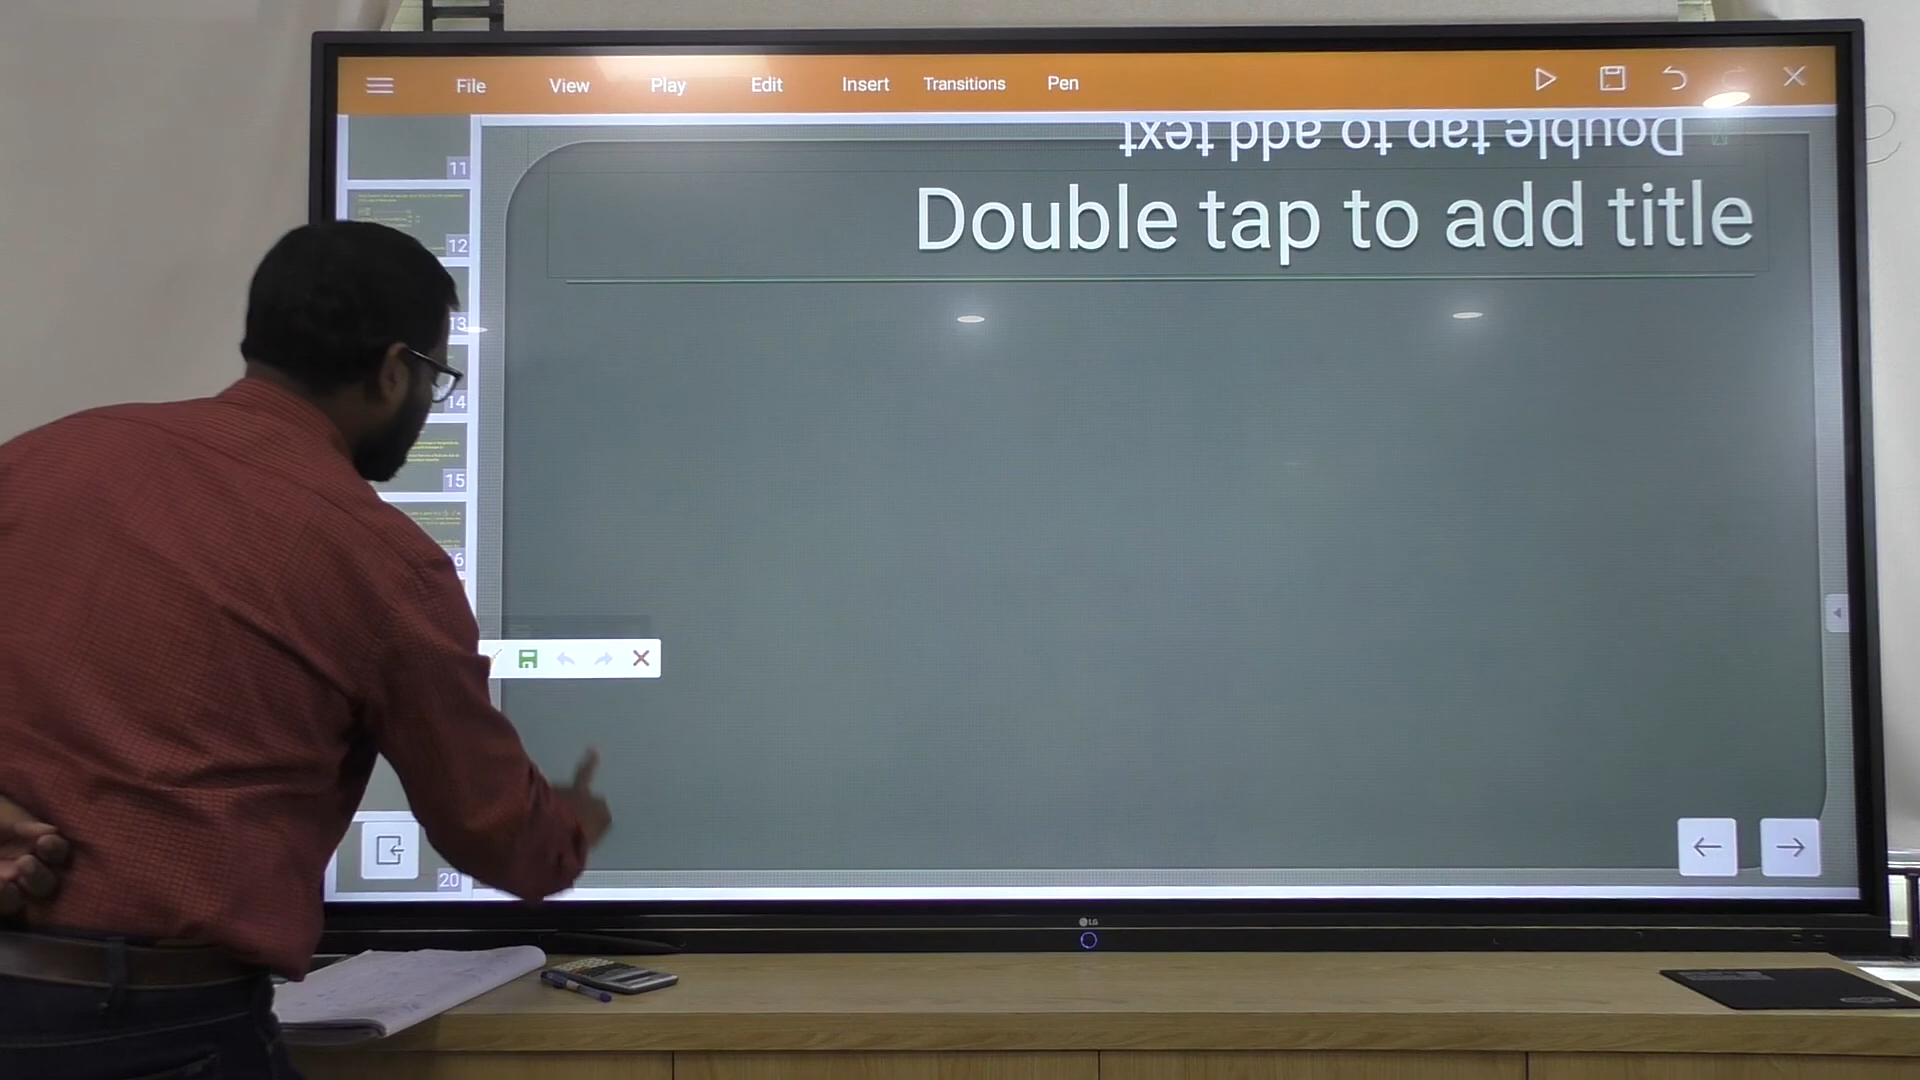 File View Play Edit Insert Transitions Pen
Double tap to add text
Double tap to add title
11
12
13
14
15
16
20
LG